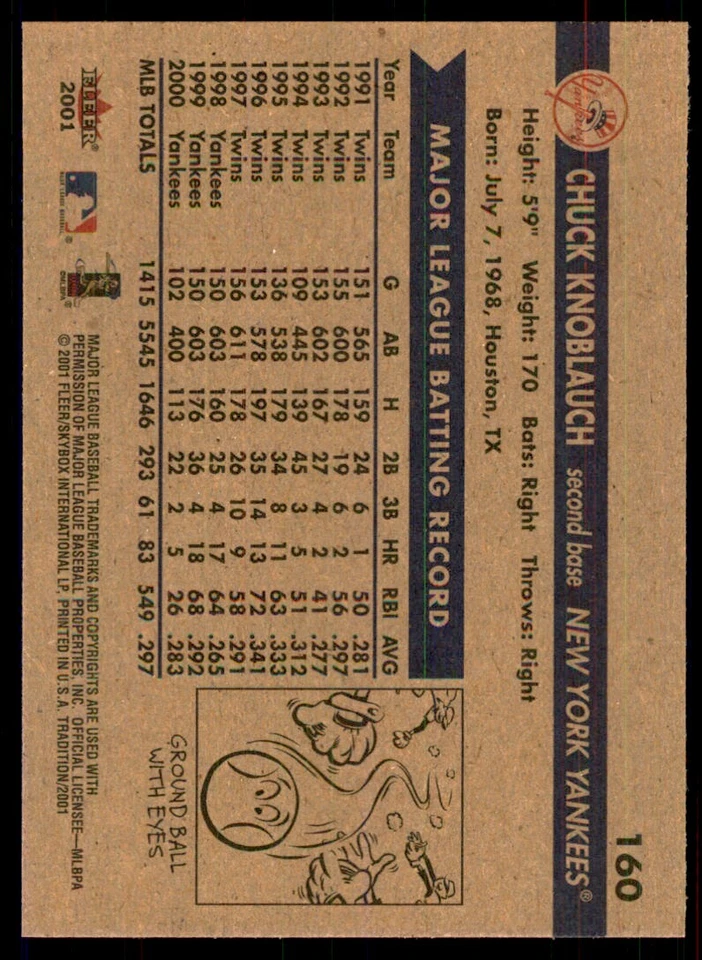 160
Yankees CHUCK KNOBLAUCH second base NEW YORK YANKEES®
Height: 5'9" Weight: 170 Bats: Right Throws: Right
Born: July 7, 1968, Houston, TX
MAJOR LEAGUE BATTING RECORD
Year Team G AB H 2B 3B HR RBI AVG
1991 Twins 151 565 159 24 6 1 50 .281
1992 Twins 155 600 178 19 6 2 56 .297
1993 Twins 153 602 167 27 4 2 41 .277
1994 Twins 109 445 139 45 3 5 51 .312
1995 Twins 136 538 179 34 8 11 63 .333
1996 Twins 153 578 197 35 14 13 72 .341
1997 Twins 156 611 178 26 10 9 58 .291
1998 Yankees 150 603 160 25 4 17 64 .265
1999 Yankees 150 603 176 36 4 18 68 .292
2000 Yankees 102 400 113 22 2 5 26 .283
MLB TOTALS 1415 5545 1646 293 61 83 549 .297
GROUND BALL
WITH EYES
FLEER®
2001
MAJOR LEAGUE BASEBALL®
©MLBPA
MAJOR LEAGUE BASEBALL TRADEMARKS AND COPYRIGHTS ARE USED WITH
PERMISSION OF MAJOR LEAGUE BASEBALL PROPERTIES, INC. OFFICIAL LICENSEE—MLBPA
© 2001 FLEER/SKYBOX INTERNATIONAL LP, PRINTED IN U.S.A. TRADITION/2001